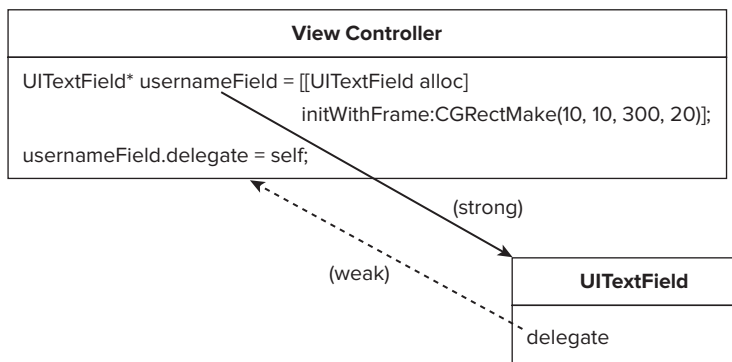 View Controller
UITextField* usernameField = [[UITextField alloc]
initWithFrame:CGRectMake(10, 10, 300, 20)];
usernameField.delegate = self;
(strong)
(weak)
UITextField
delegate